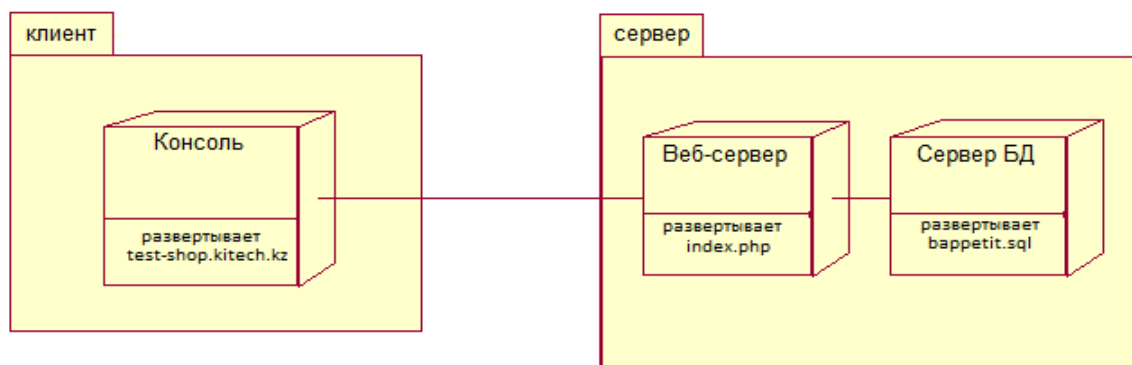 клиент
Консоль
развертывает
test-shop.kitech.kz
сервер
Веб-сервер
развертывает
index.php
Сервер БД
развертывает
bappetit.sql